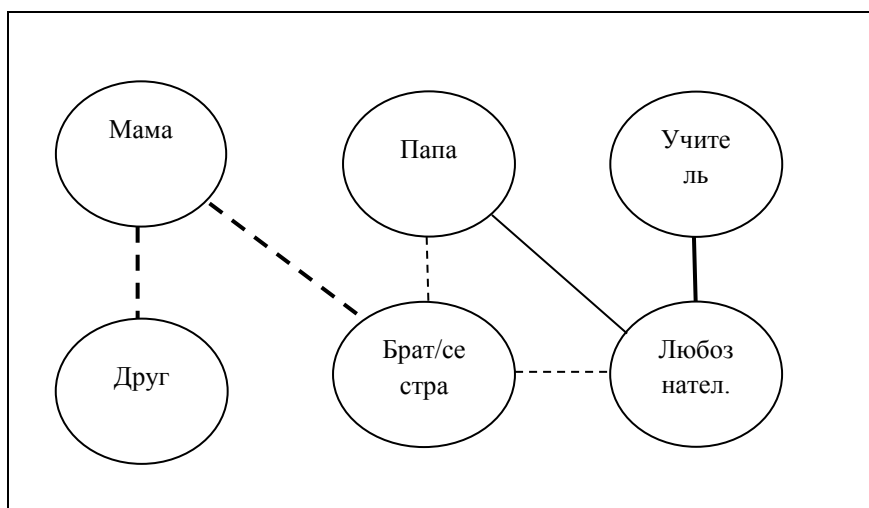 Мама
Папа
Учите
ль
Друг
Брат/се
стра
Любоз
нател.